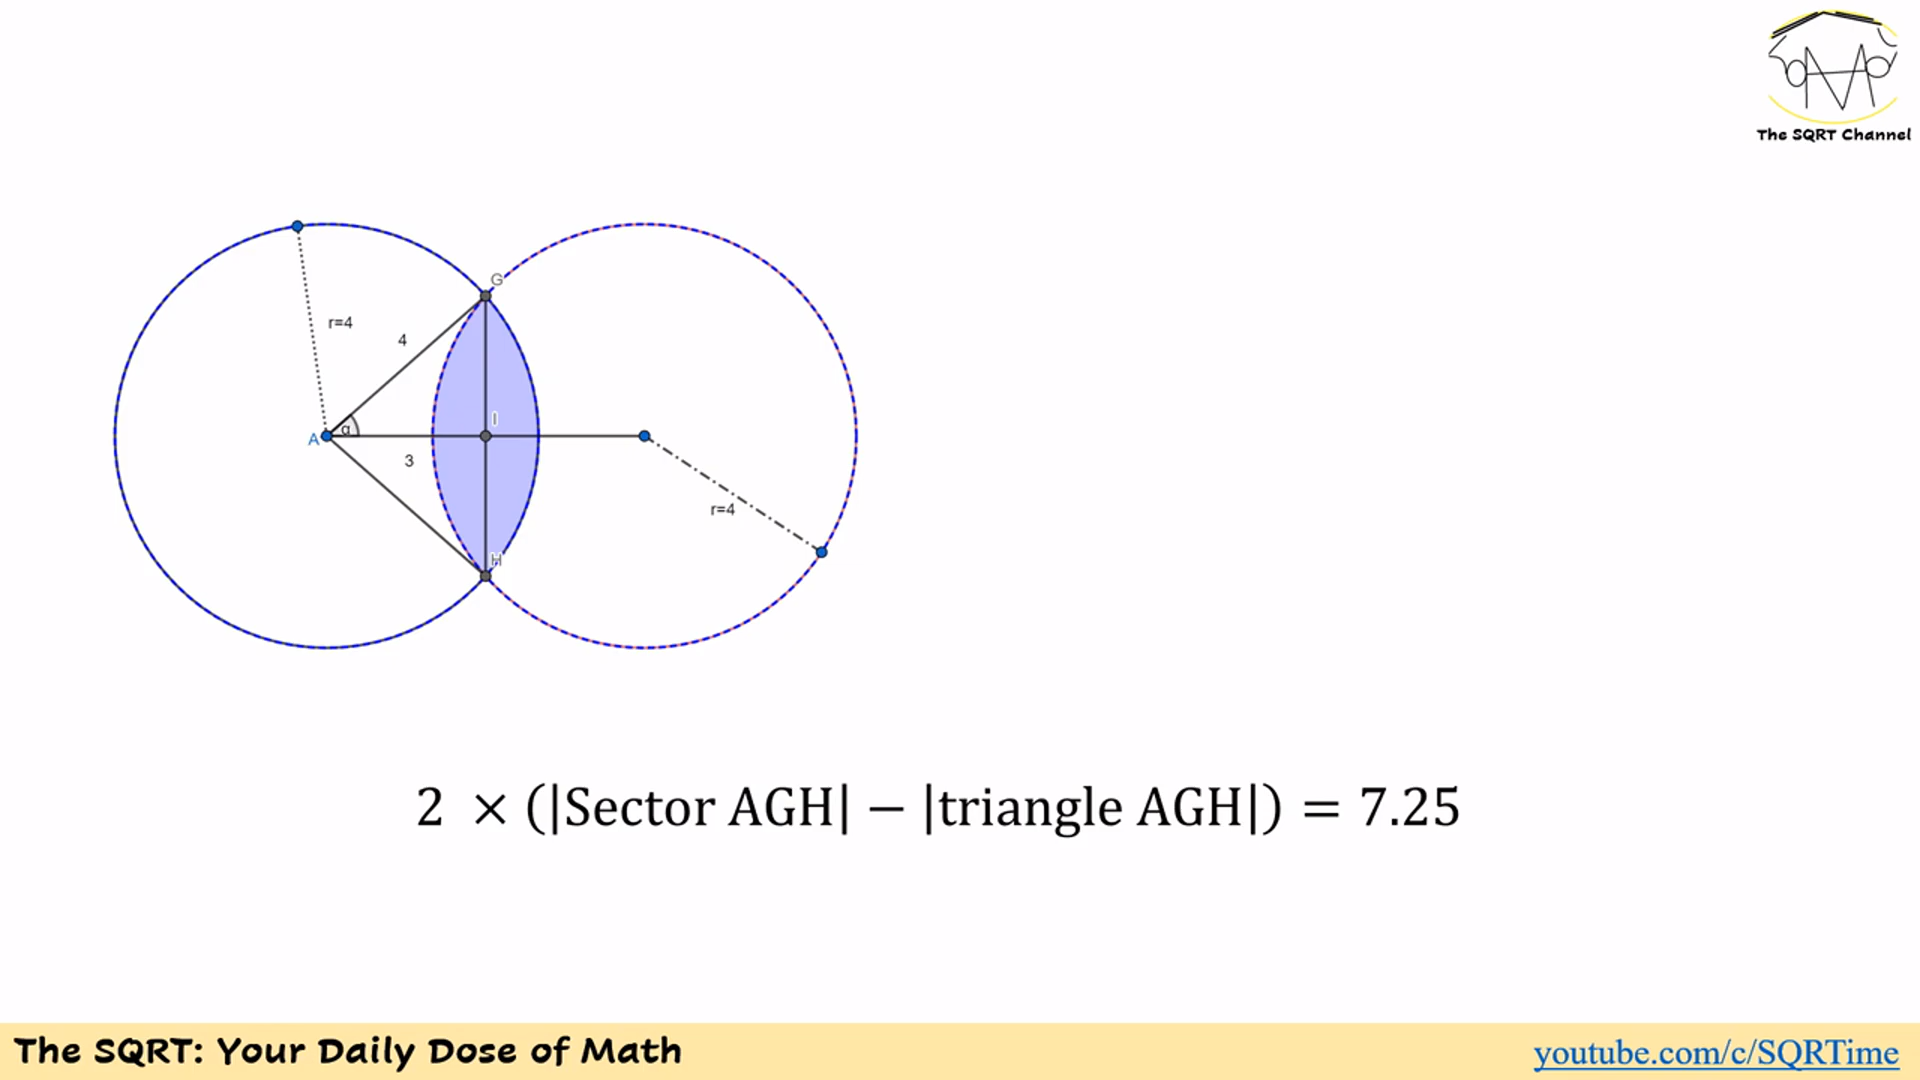 The SQRT Channel
G
r=4
4
I
A
α
3
H
r=4
2 × (|Sector AGH| − |triangle AGH|) = 7.25
The SQRT: Your Daily Dose of Math
youtube.com/c/SQRTime